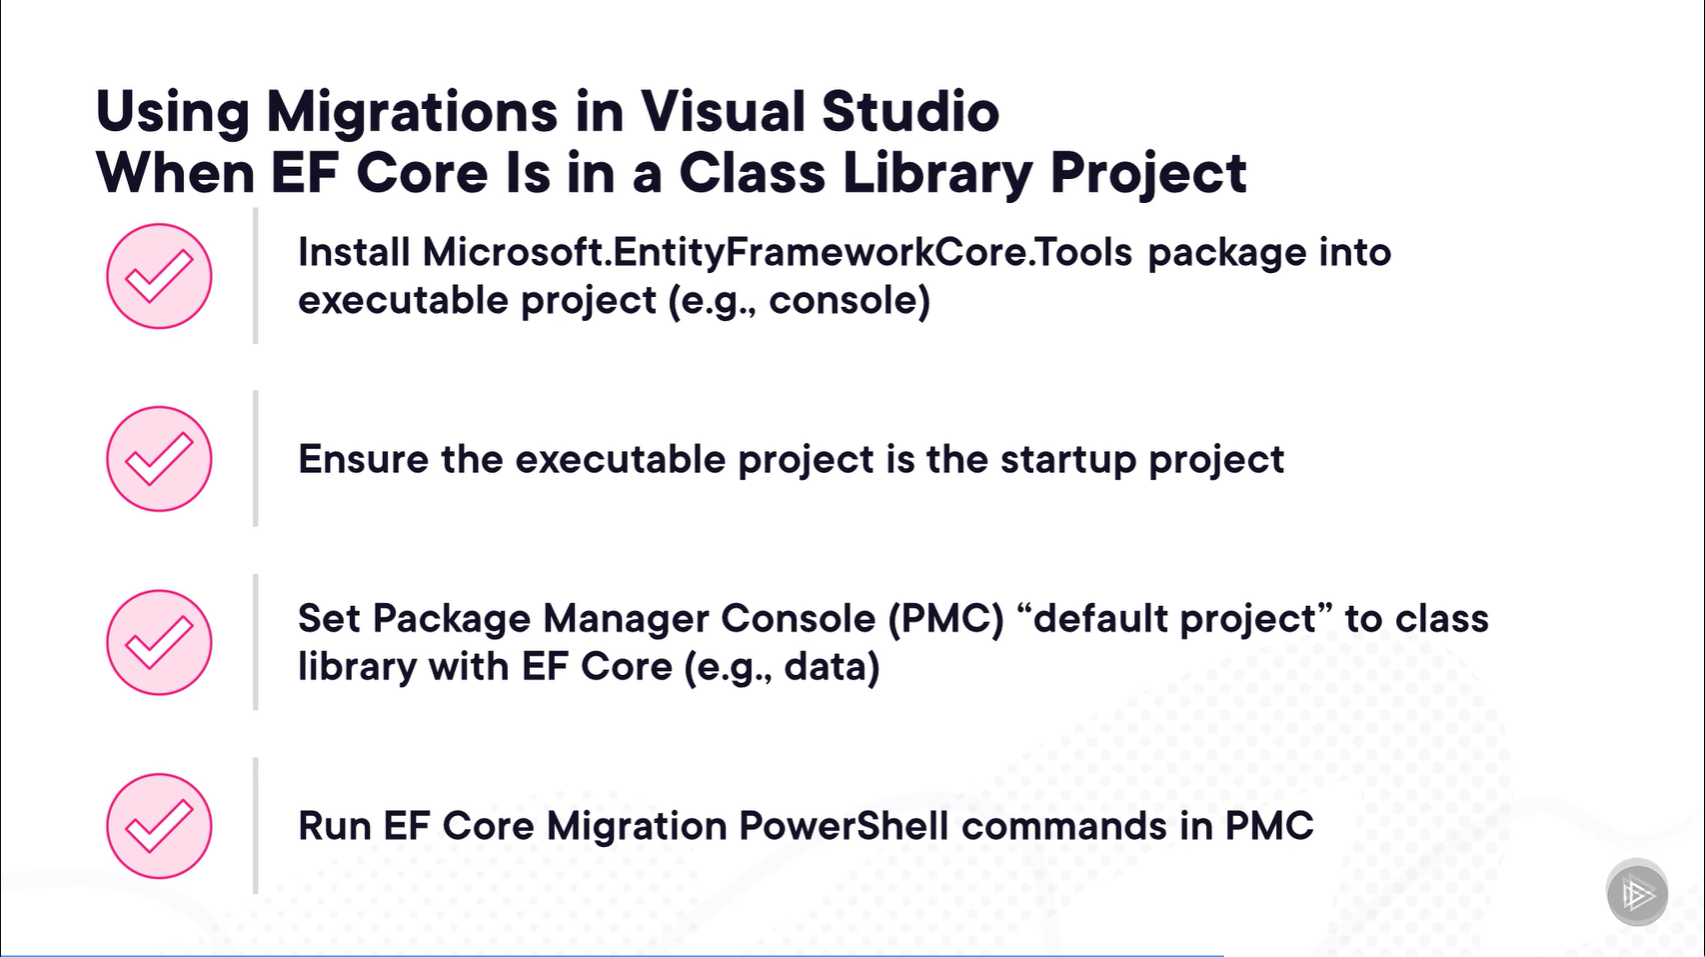 Using Migrations in Visual Studio
When EF Core Is in a Class Library Project
Install Microsoft.EntityFrameworkCore.Tools package into
executable project (e.g., console)
Ensure the executable project is the startup project
Set Package Manager Console (PMC) “default project” to class
library with EF Core (e.g., data)
Run EF Core Migration PowerShell commands in PMC